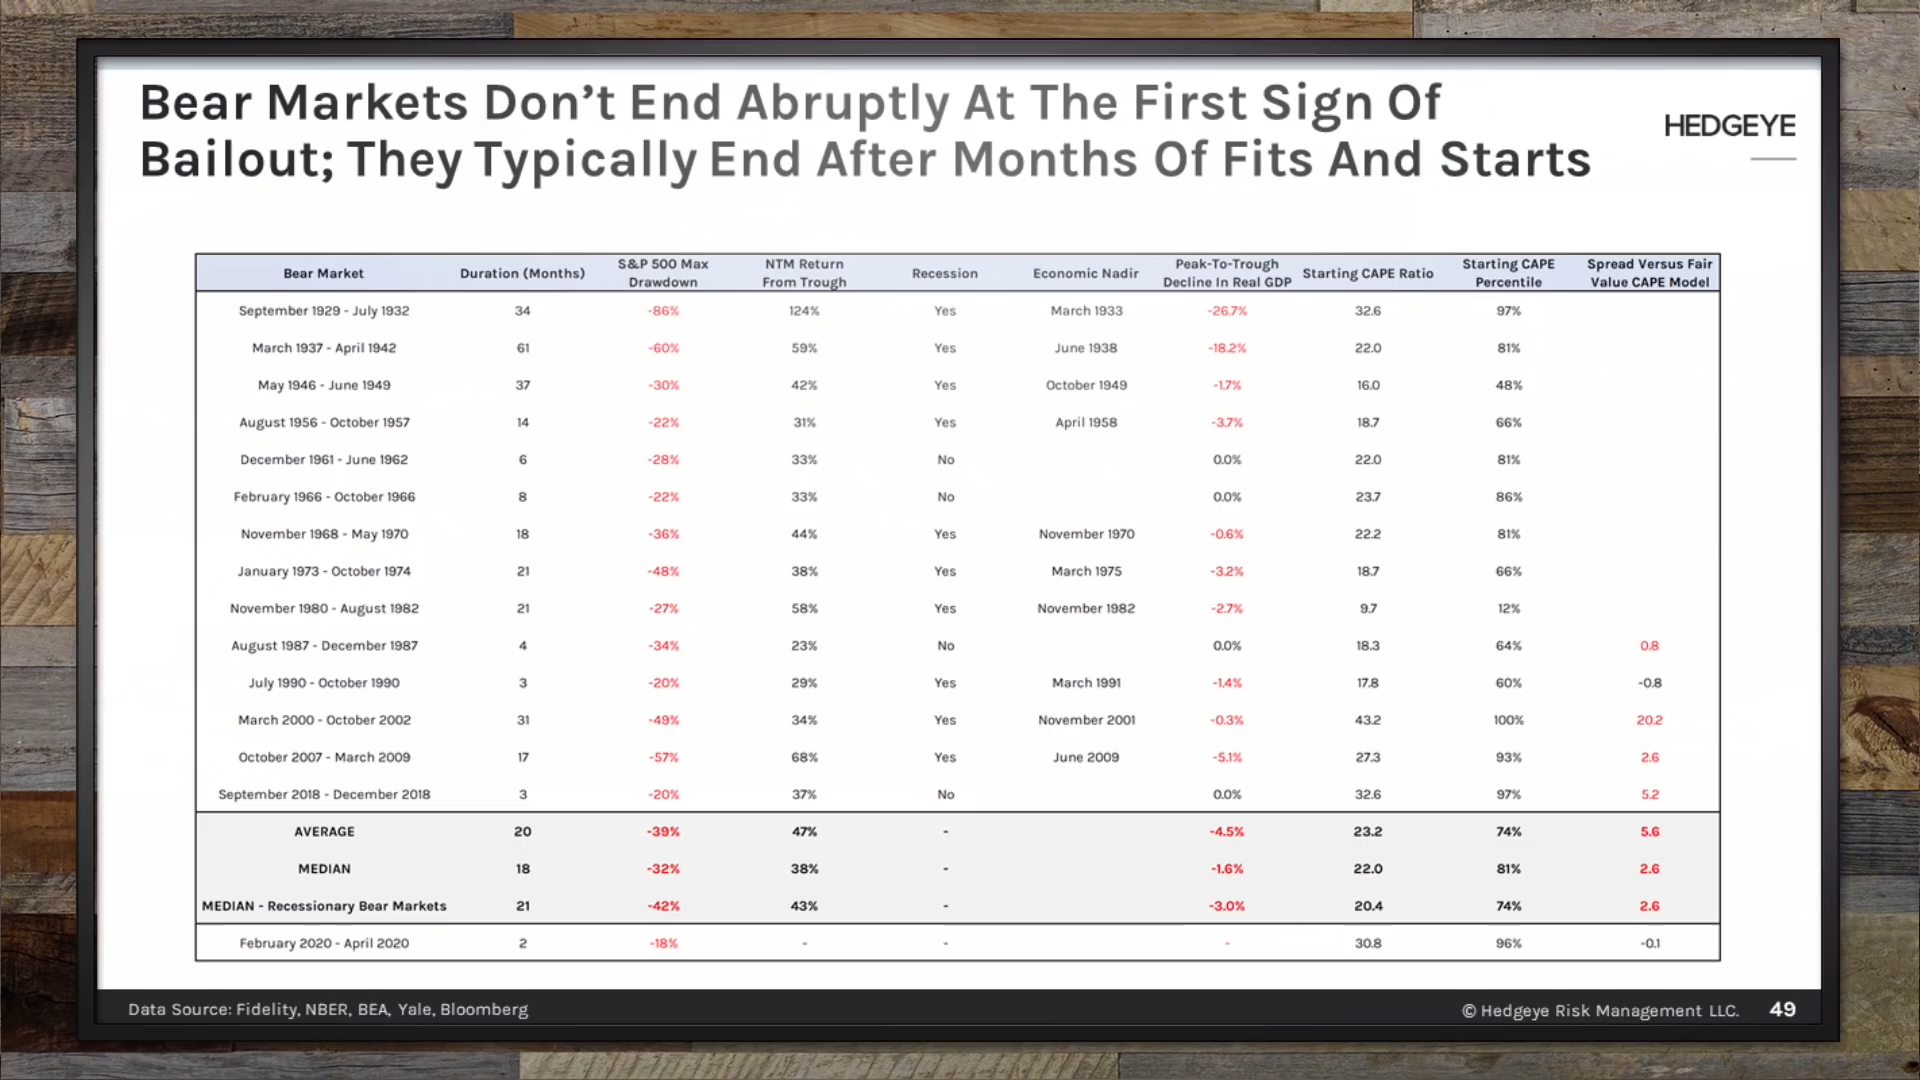 Bear Markets Don’t End Abruptly At The First Sign Of
Bailout; They Typically End After Months Of Fits And Starts
HEDGEYE
Bear Market Duration (Months) S&P 500 Max Drawdown NTM Return From Trough Recession Economic Nadir Peak-To-Trough Decline In Real GDP Starting CAPE Ratio Starting CAPE Percentile Spread Versus Fair Value CAPE Model
September 1929 - July 1932 34 -86% 124% Yes March 1933 -26.7% 32.6 97%
March 1937 - April 1942 61 -60% 59% Yes June 1938 -18.2% 22.0 81%
May 1946 - June 1949 37 -30% 42% Yes October 1949 -1.7% 16.0 48%
August 1956 - October 1957 14 -22% 31% Yes April 1958 -3.7% 18.7 66%
December 1961 - June 1962 6 -28% 33% No 0.0% 22.0 81%
February 1966 - October 1966 8 -22% 33% No 0.0% 23.7 86%
November 1968 - May 1970 18 -36% 44% Yes November 1970 -0.6% 22.2 81%
January 1973 - October 1974 21 -48% 38% Yes March 1975 -3.2% 18.7 66%
November 1980 - August 1982 21 -27% 58% Yes November 1982 -2.7% 9.7 12%
August 1987 - December 1987 4 -34% 23% No 0.0% 18.3 64% 0.8
July 1990 - October 1990 3 -20% 29% Yes March 1991 -1.4% 17.8 60% -0.8
March 2000 - October 2002 31 -49% 34% Yes November 2001 -0.3% 43.2 100% 20.2
October 2007 - March 2009 17 -57% 68% Yes June 2009 -5.1% 27.3 93% 2.6
September 2018 - December 2018 3 -20% 37% No 0.0% 32.6 97% 5.2
AVERAGE 20 -39% 47% - -4.5% 23.2 74% 5.6
MEDIAN 18 -32% 38% - -1.6% 22.0 81% 2.6
MEDIAN - Recessionary Bear Markets 21 -42% 43% - -3.0% 20.4 74% 2.6
February 2020 - April 2020 2 -18% - - - 30.8 96% -0.1
Data Source: Fidelity, NBER, BEA, Yale, Bloomberg
© Hedgeye Risk Management LLC. 49